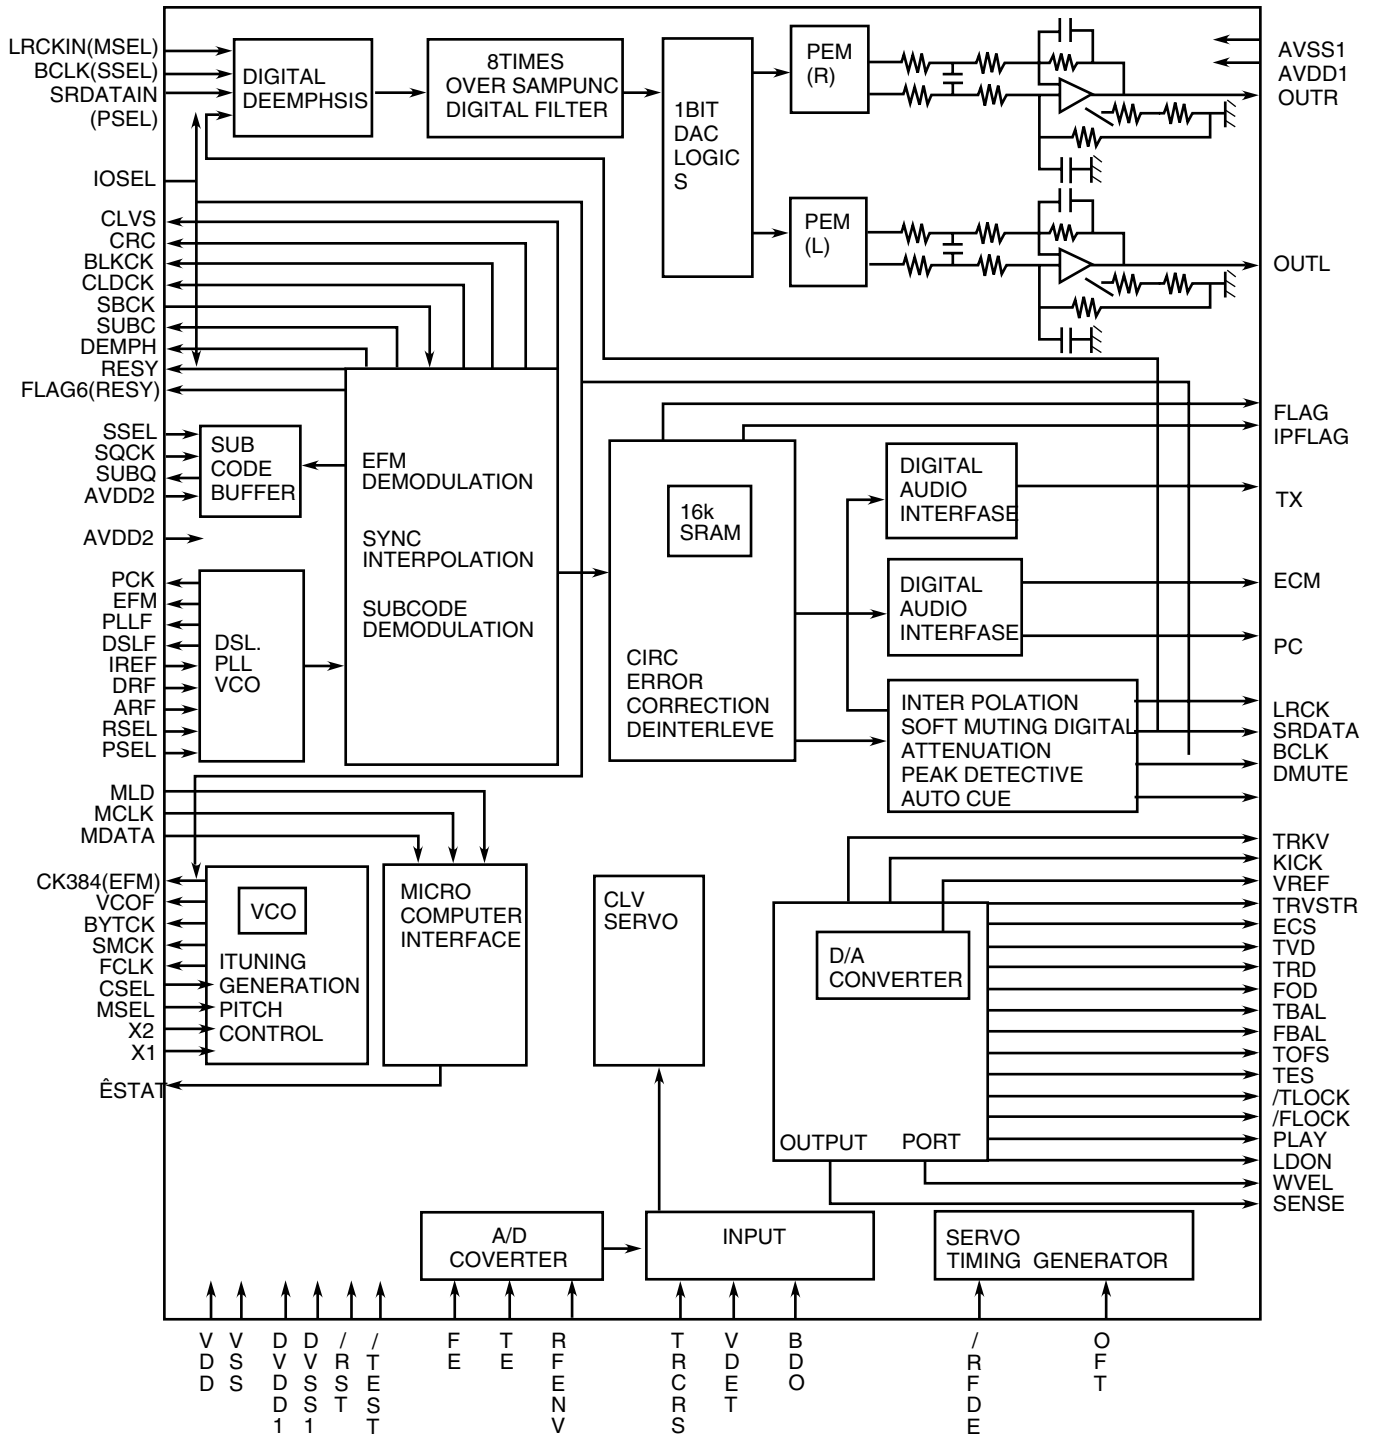 LRCKIN(MSEL)
BCLK(SSEL)
SRDATAIN
(PSEL)
IOSEL
CLVS
CRC
BLKCK
CLDCK
SBCK
SUBC
DEMPH
RESY
FLAG6(RESY)
SSEL
SQCK
SUBQ
AVDD2
AVDD2
PCK
EFM
PLLF
DSLF
IREF
DRF
ARF
RSEL
PSEL
MLD
MCLK
MDATA
CK384(EFM)
VCOF
BYTCK
SMCK
FCLK
CSEL
MSEL
X2
X1
ÊSTAT
DIGITAL
DEEMPHSIS
8TIMES
OVER SAMPUNC
DIGITAL FILTER
1BIT
DAC
LOGIC
S
PEM
(R)
PEM
(L)
SUB
CODE
BUFFER
DSL.
PLL
VCO
EFM
DEMODULATION
SYNC
INTERPOLATION
SUBCODE
DEMODULATION
16k
SRAM
CIRC
ERROR
CORRECTION
DEINTERLEVE
DIGITAL
AUDIO
INTERFASE
DIGITAL
AUDIO
INTERFASE
INTER POLATION
SOFT MUTING DIGITAL
ATTENUATION
PEAK DETECTIVE
AUTO CUE
VCO
ITUNING
GENERATION
PITCH
CONTROL
MICRO
COMPUTER
INTERFACE
CLV
SERVO
D/A
CONVERTER
OUTPUT PORT
A/D
COVERTER
INPUT
SERVO
TIMING GENERATOR
AVSS1
AVDD1
OUTR
OUTL
FLAG
IPFLAG
TX
ECM
PC
LRCK
SRDATA
BCLK
DMUTE
TRKV
KICK
VREF
TRVSTR
ECS
TVD
TRD
FOD
TBAL
FBAL
TOFS
TES
/TLOCK
/FLOCK
PLAY
LDON
WVEL
SENSE
VDD
VSS
DVDD1
DVSS1
/RST
/TEST
FE
TE
RFENV
TRCRS
VDET
BDO
/RFDE
OFT